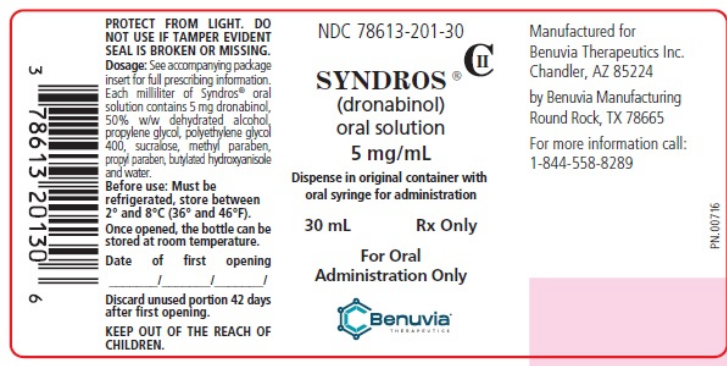 PROTECT FROM LIGHT. DO
NOT USE IF TAMPER EVIDENT
SEAL IS BROKEN OR MISSING.
Dosage: See accompanying package
insert for full prescribing information.
Each milliliter of Syndros® oral
solution contains 5 mg dronabinol,
50% w/w dehydrated alcohol,
propylene glycol, polyethylene glycol
400, sucralose, methyl paraben,
propyl paraben, butylated hydroxyanisole
and water.
Before use: Must be
refrigerated, store between
2° and 8°C (36° and 46°F).
Once opened, the bottle can be
stored at room temperature.
Date of first opening
______/______/______/
Discard unused portion 42 days
after first opening.
KEEP OUT OF THE REACH OF
CHILDREN.
3 78613 20130 6
NDC 78613-201-30
CII
SYNDROS®
(dronabinol)
oral solution
5 mg/mL
Dispense in original container with
oral syringe for administration
30 mL Rx Only
For Oral
Administration Only
Benuvia
THERAPEUTICS
Manufactured for
Benuvia Therapeutics Inc.
Chandler, AZ 85224
by Benuvia Manufacturing
Round Rock, TX 78665
For more information call:
1-844-558-8289
PN.00716